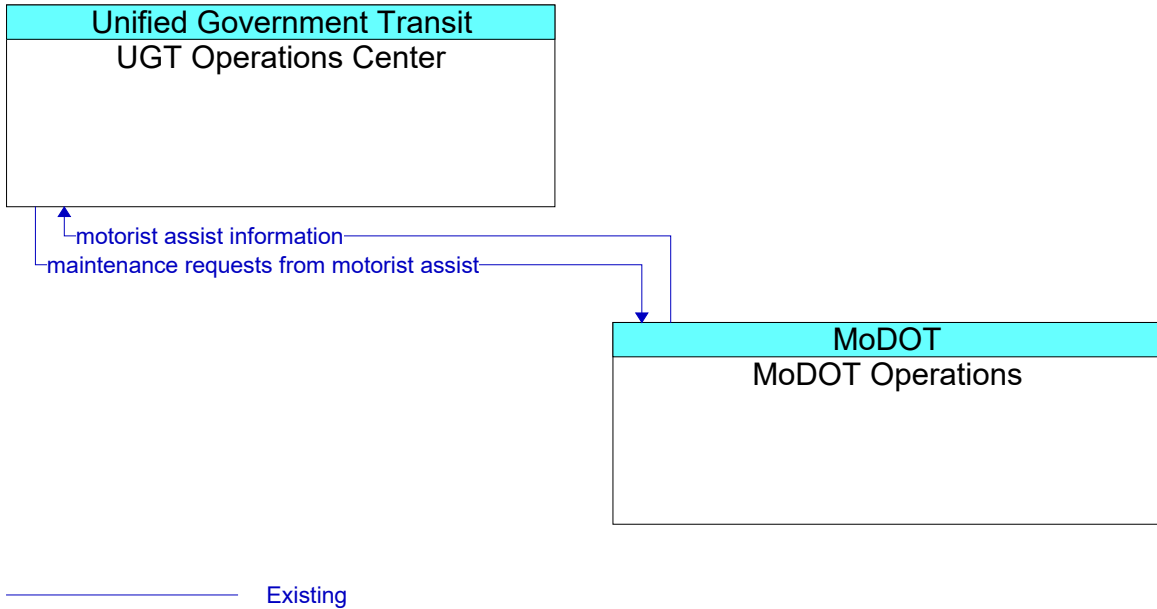 Unified Government Transit
UGT Operations Center
motorist assist information
maintenance requests from motorist assist
MoDOT
MoDOT Operations
Existing